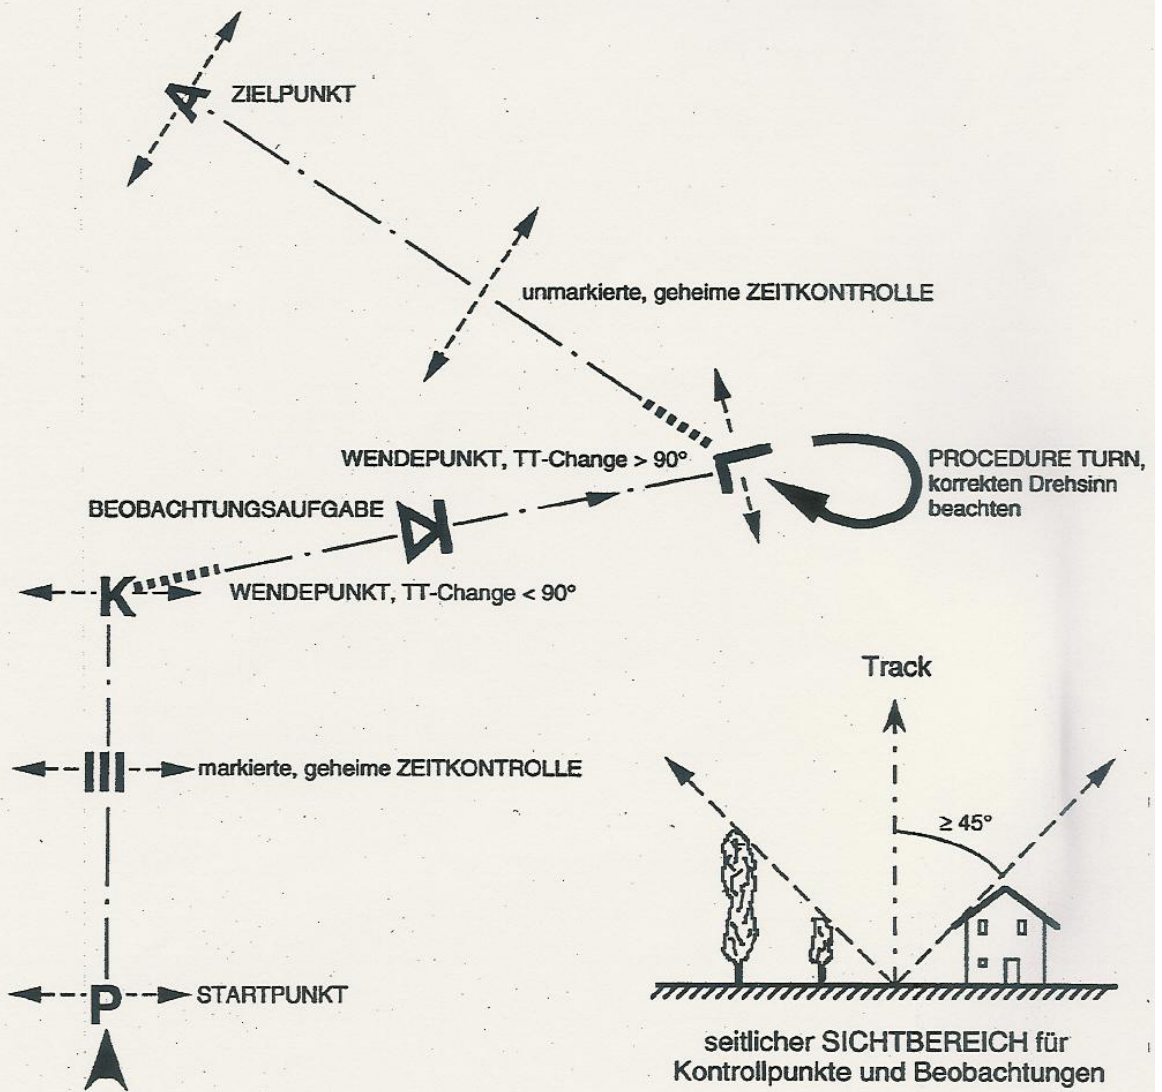 A
ZIELPUNKT
unmarkierte, geheime ZEITKONTROLLE
WENDEPUNKT, TT-Change > 90°
L
PROCEDURE TURN,
korrekten Drehsinn
beachten
BEOBACHTUNGSAUFGABE
K
WENDEPUNKT, TT-Change < 90°
Track
III
markierte, geheime ZEITKONTROLLE
≥ 45°
P
STARTPUNKT
seitlicher SICHTBEREICH für
Kontrollpunkte und Beobachtungen